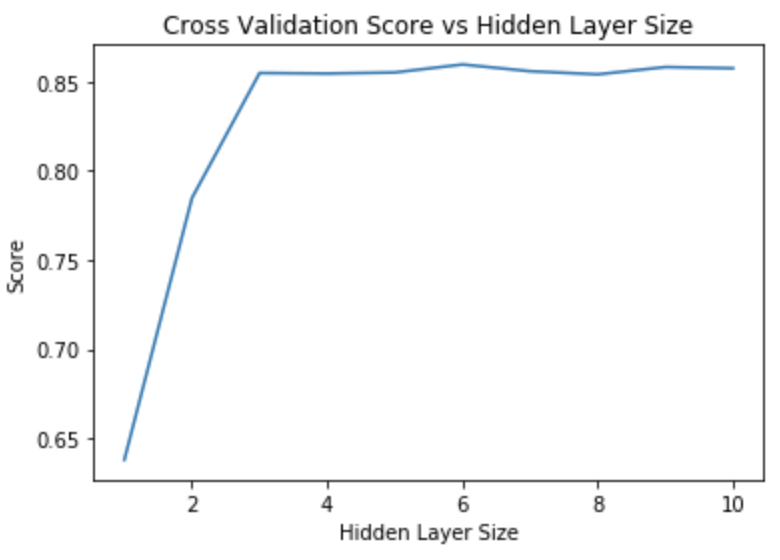 Cross Validation Score vs Hidden Layer Size
0.85
0.80
0.75
0.70
0.65
Score
2 4 6 8 10
Hidden Layer Size